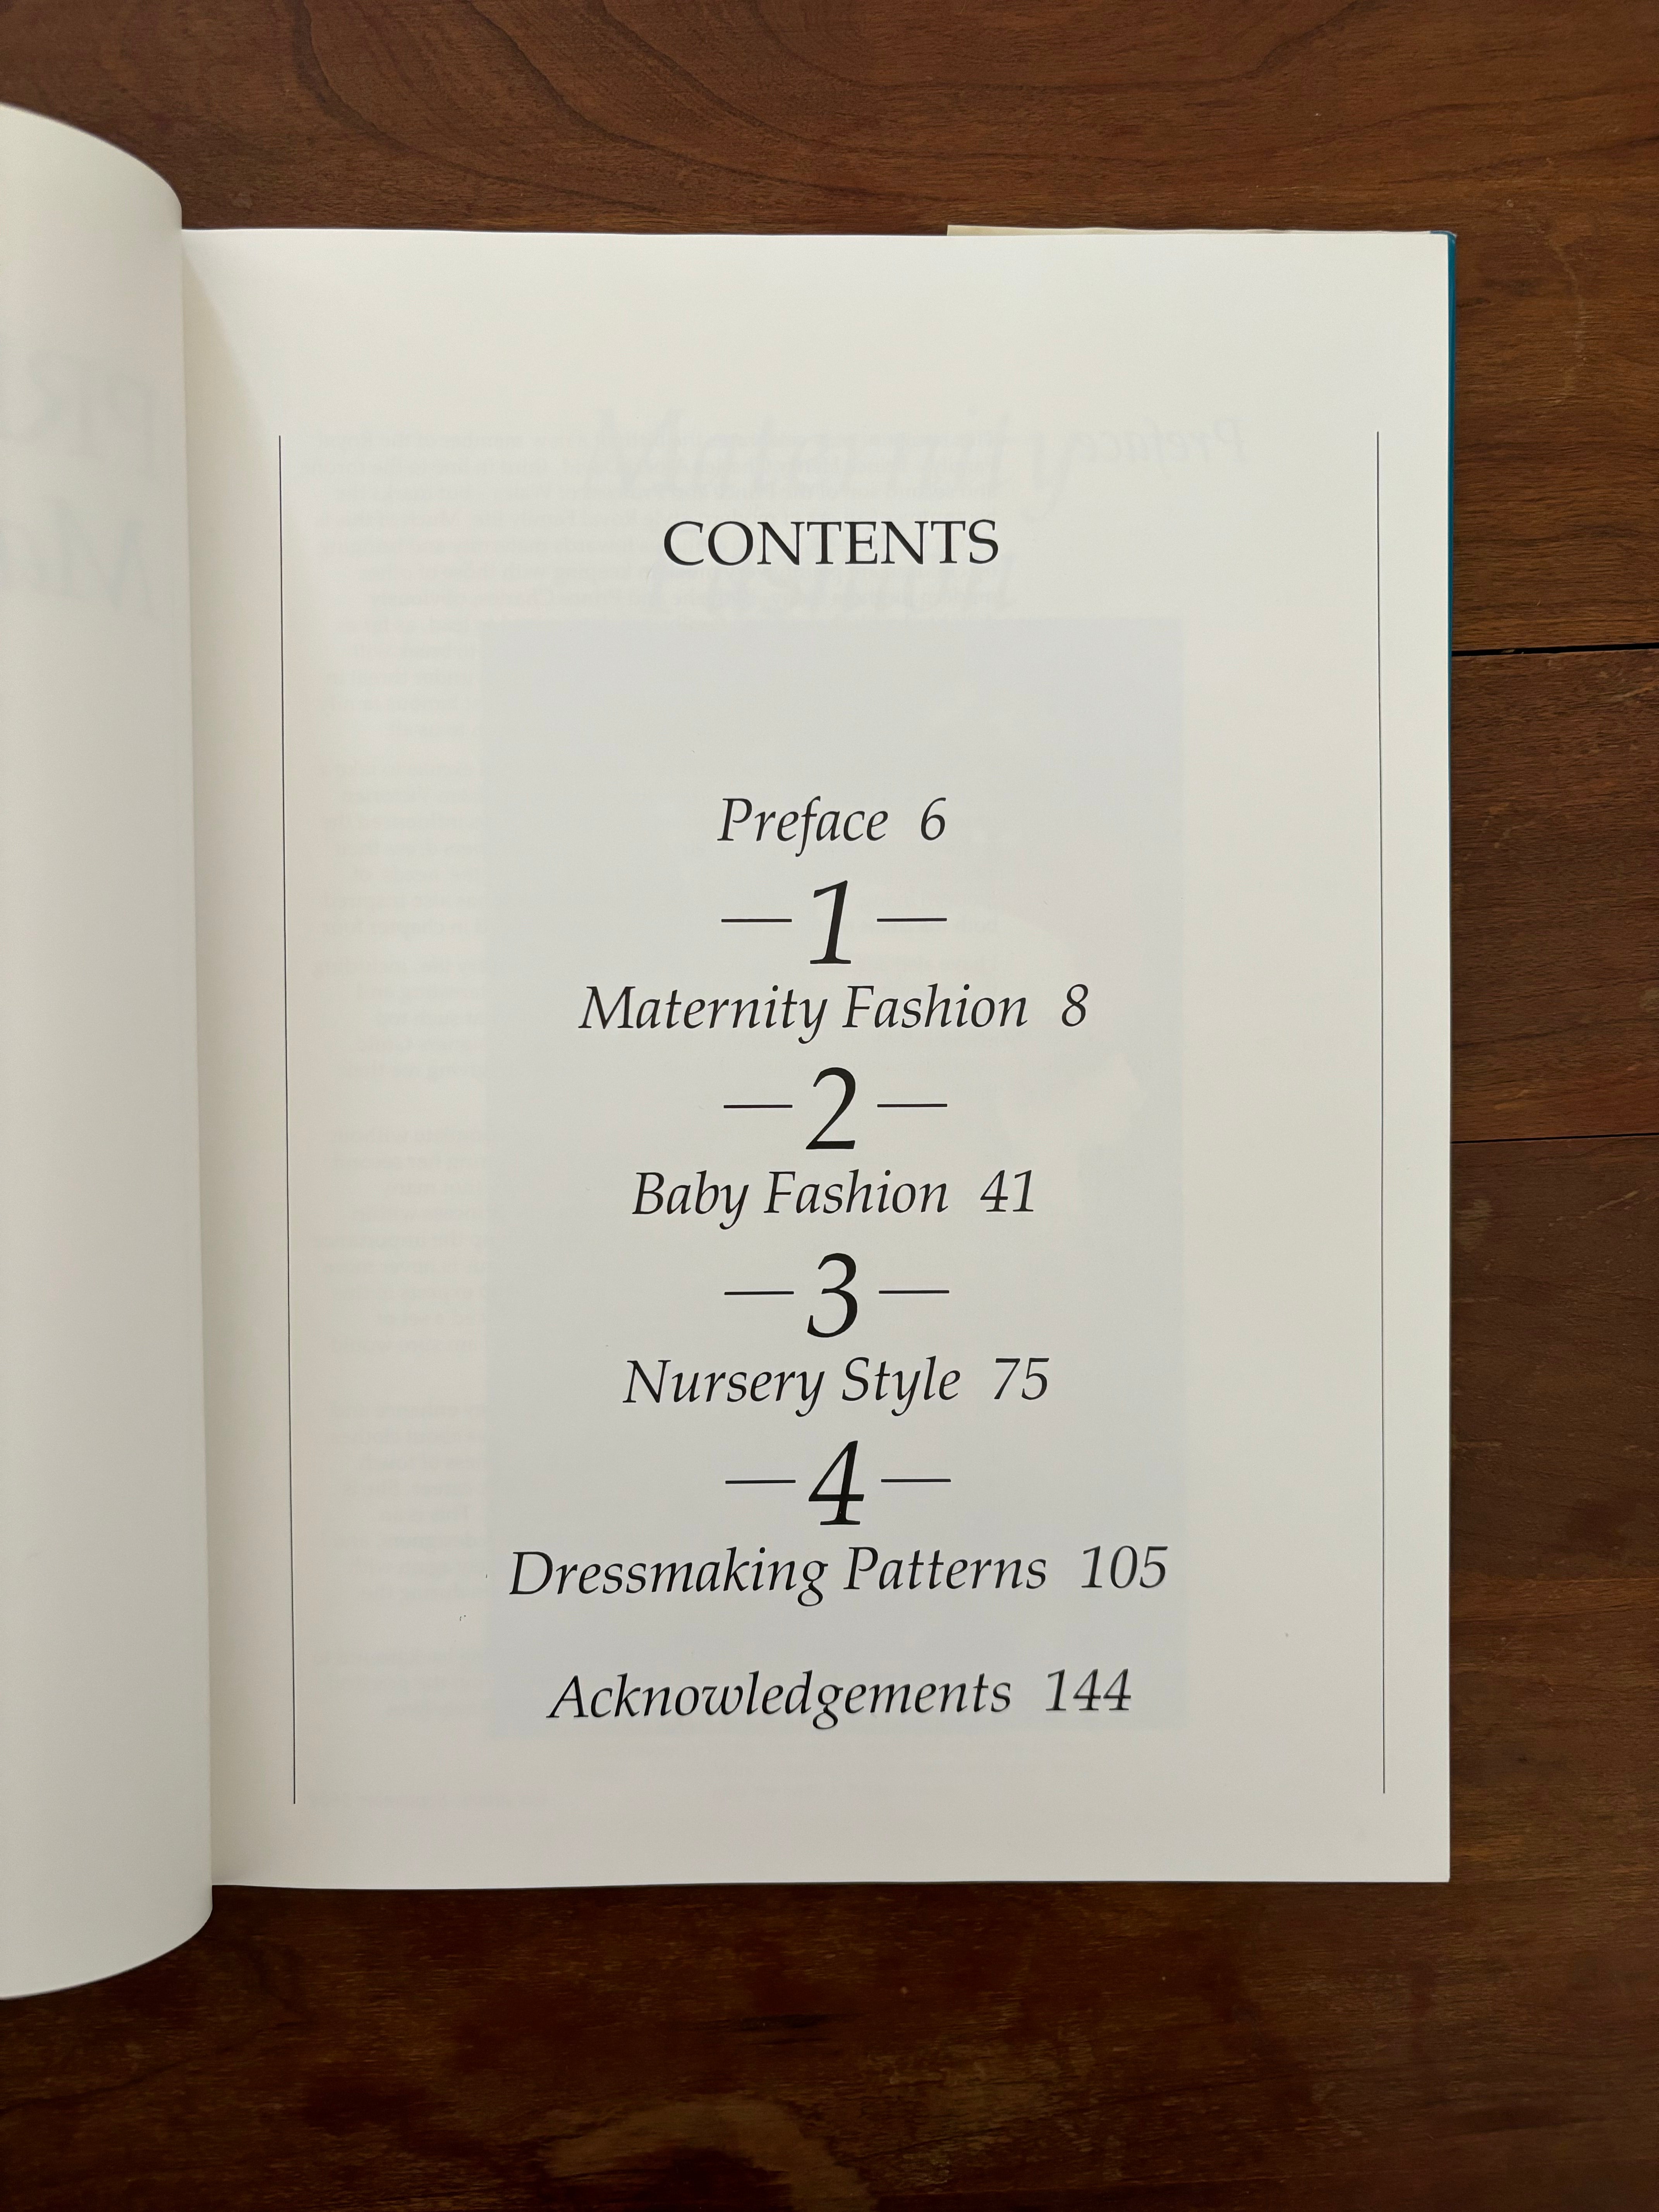 CONTENTS
Preface 6
— 1 —
Maternity Fashion 8
— 2 —
Baby Fashion 41
— 3 —
Nursery Style 75
— 4 —
Dressmaking Patterns 105
Acknowledgements 144